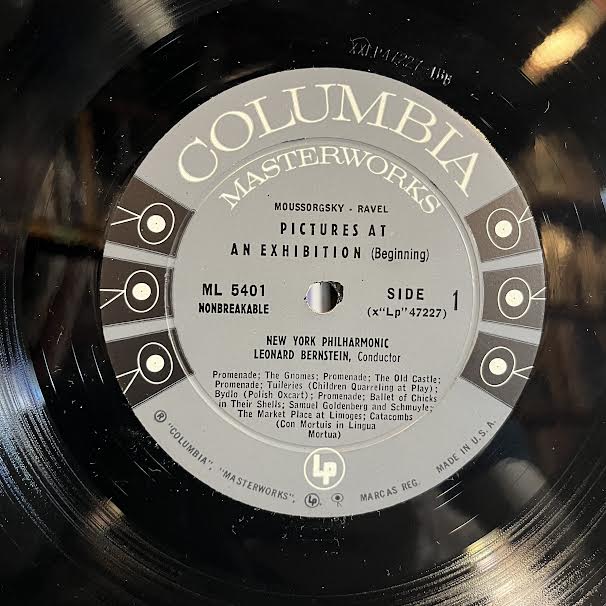 XXLP47227-1BB
COLUMBIA
MASTERWORKS
MOUSSORGSKY - RAVEL
PICTURES AT
AN EXHIBITION (Beginning)
ML 5401
NONBREAKABLE
SIDE 1
(x"Lp"47227)
NEW YORK PHILHARMONIC
LEONARD BERNSTEIN, Conductor
Promenade; The Gnomes; Promenade; The Old Castle;
Promenade; Tuileries (Children Quarreling at Play);
Bydlo (Polish Oxcart); Promenade; Ballet of Chicks
in Their Shells; Samuel Goldenberg and Schmuyle;
The Market Place at Limoges; Catacombs
(Con Mortuis in Lingua
Mortua)
Lp
® "COLUMBIA", "MASTERWORKS", Lp, MARCAS REG. MADE IN U.S.A.